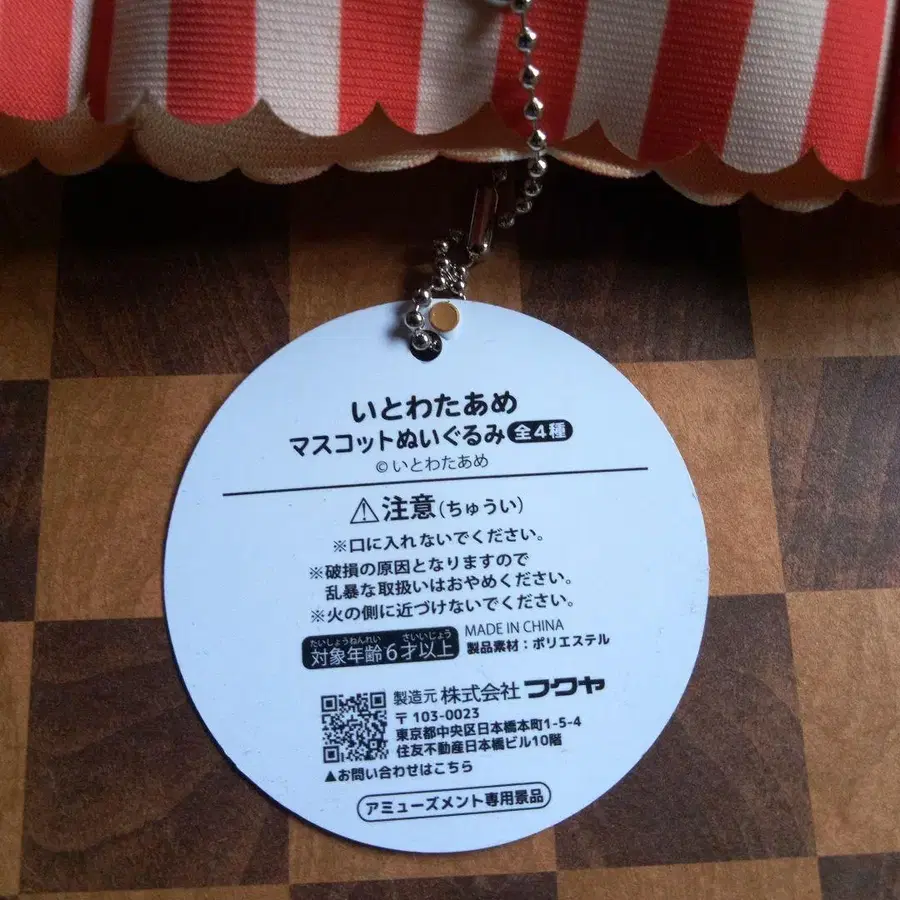 いとわたあめ
マスコットぬいぐるみ 全4種
©いとわたあめ
⚠注意(ちゅうい)
※口に入れないでください。
※破損の原因となりますので
乱暴な取扱いはおやめください。
※火の側に近づけないでください。
たいしょうねんれい さいいじょう
対象年齢6才以上
MADE IN CHINA
製品素材:ポリエステル
製造元 株式会社 フクヤ
〒103-0023
東京都中央区日本橋本町1-5-4
住友不動産日本橋ビル10階
▲お問い合わせはこちら
アミューズメント専用景品